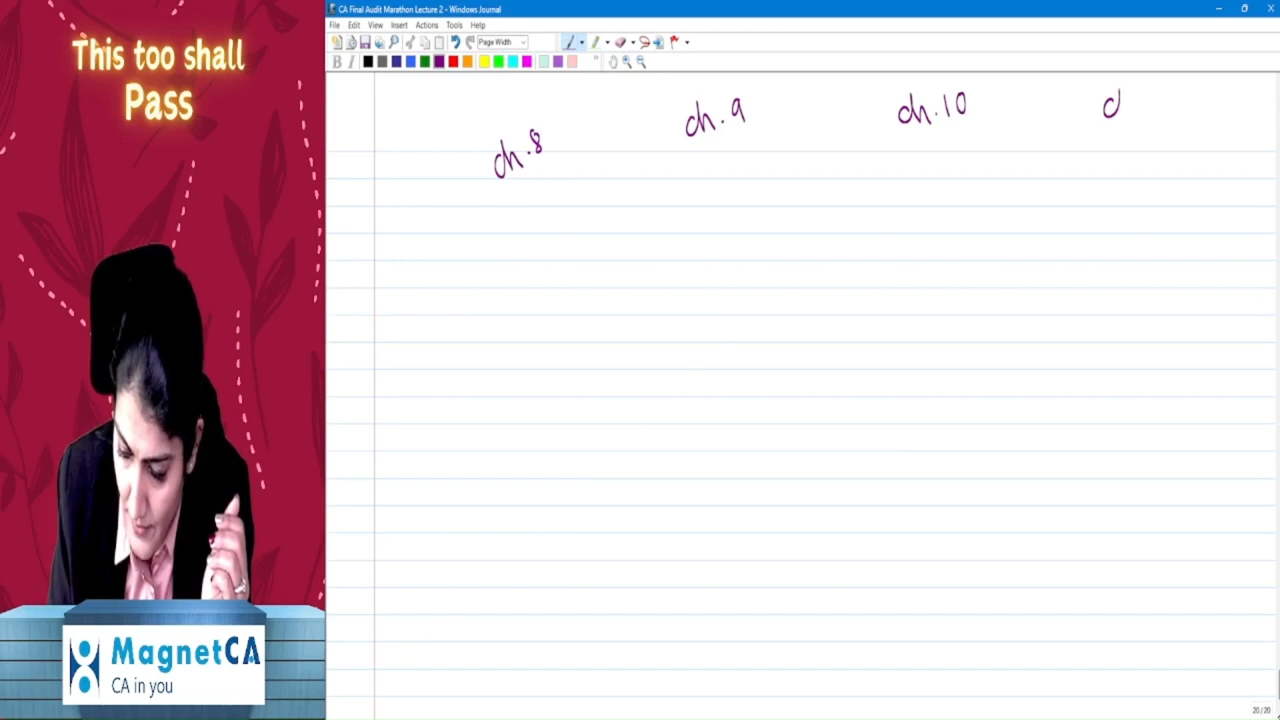 This too shall
Pass
CA Final Audit Marathon Lecture 2 - Windows Journal
File Edit View Insert Actions Tools Help
Page Width
B I
ch.8 ch.9 ch.10
MagnetCA
CA in you
20/20